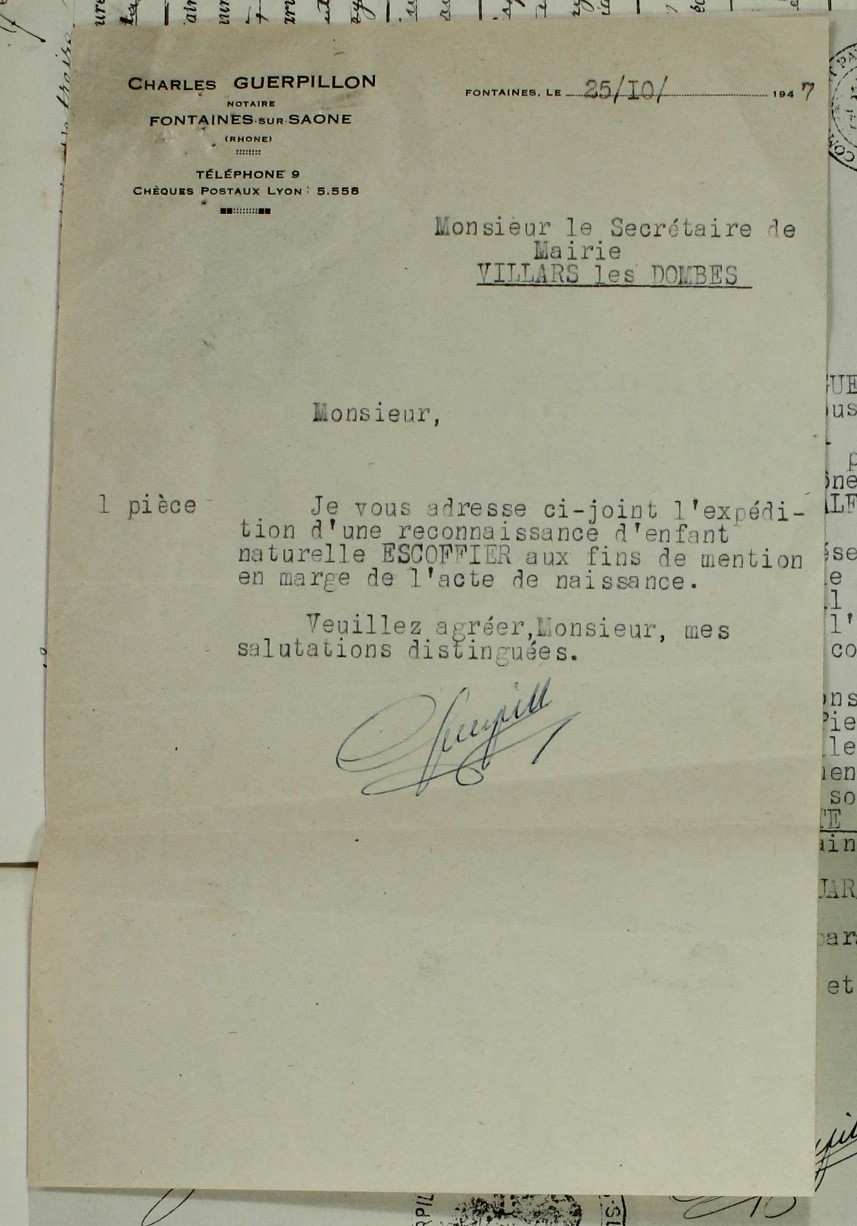 CHARLES GUERPILLON
NOTAIRE
FONTAINES-SUR-SAONE
(RHONE)
TÉLÉPHONE 9
CHÈQUES POSTAUX LYON : 5.558
FONTAINES, LE 25/IO/ 1947
Monsieur le Secrétaire de
Mairie
VILLARS les DOMBES
Monsieur,
1 pièce Je vous adresse ci-joint l'expédi-
tion d'une reconnaissance d'enfant
naturelle ESCOFFIER aux fins de mention
en marge de l'acte de naissance.
Veuillez agréer,Monsieur, mes
salutations distinguées.